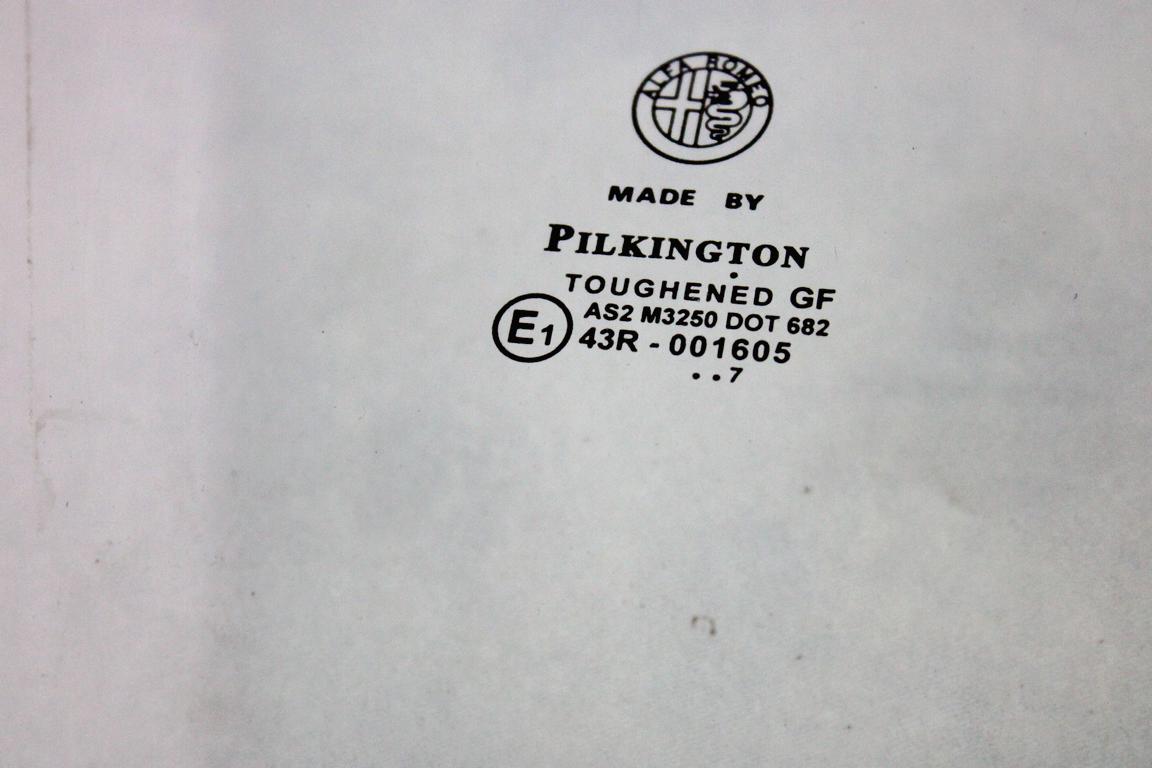 ALFA ROMEO
MADE BY
PILKINGTON
TOUGHENED GF
AS2 M3250 DOT 682
E1 43R - 001605
. . 7